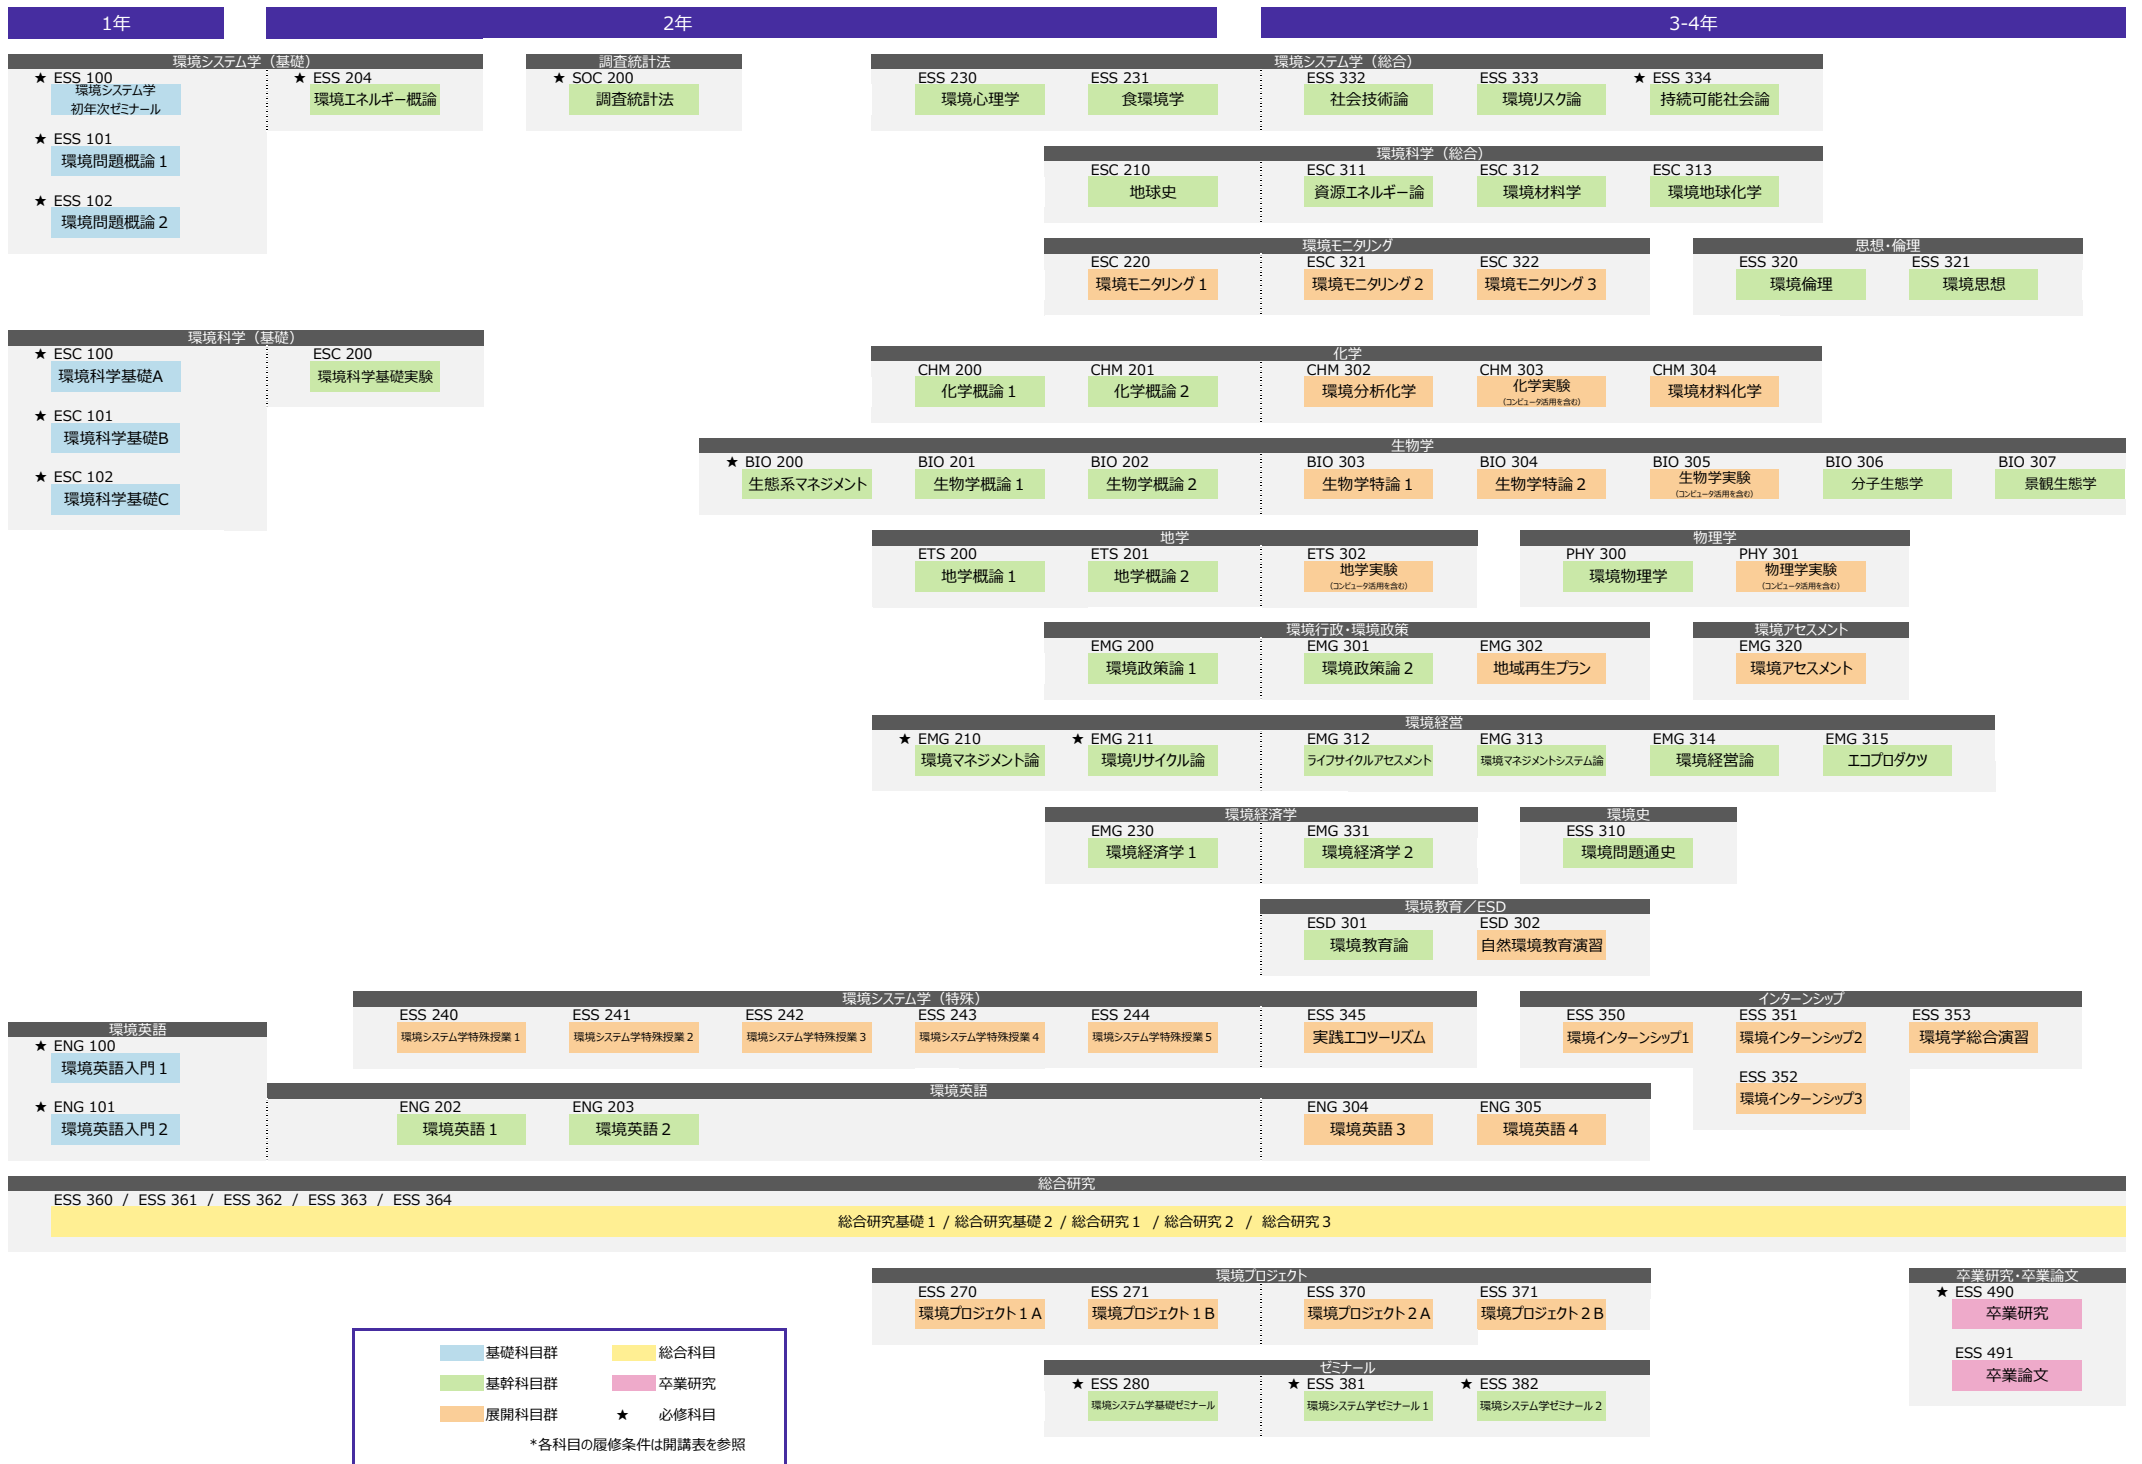 1年
2年
3-4年
環境システム学（基礎）
★ ESS 100
環境システム学
初年次ゼミナール
★ ESS 101
環境問題概論１
★ ESS 102
環境問題概論２
★ ESS 204
環境エネルギー概論
調査統計法
★ SOC 200
調査統計法
環境システム学（総合）
ESS 230
環境心理学
ESS 231
食環境学
ESS 332
社会技術論
ESS 333
環境リスク論
★ ESS 334
持続可能社会論
環境科学（総合）
ESC 210
地球史
ESC 311
資源エネルギー論
ESC 312
環境材料学
ESC 313
環境地球化学
環境モニタリング
ESC 220
環境モニタリング１
ESC 321
環境モニタリング２
ESC 322
環境モニタリング３
思想・倫理
ESS 320
環境倫理
ESS 321
環境思想
環境科学（基礎）
★ ESC 100
環境科学基礎A
★ ESC 101
環境科学基礎B
★ ESC 102
環境科学基礎C
ESC 200
環境科学基礎実験
化学
CHM 200
化学概論１
CHM 201
化学概論２
CHM 302
環境分析化学
CHM 303
化学実験
（コンピュータ活用を含む）
CHM 304
環境材料化学
生物学
★ BIO 200
生態系マネジメント
BIO 201
生物学概論１
BIO 202
生物学概論２
BIO 303
生物学特論１
BIO 304
生物学特論２
BIO 305
生物学実験
（コンピュータ活用を含む）
BIO 306
分子生態学
BIO 307
景観生態学
地学
ETS 200
地学概論１
ETS 201
地学概論２
ETS 302
地学実験
（コンピュータ活用を含む）
物理学
PHY 300
環境物理学
PHY 301
物理学実験
（コンピュータ活用を含む）
環境行政・環境政策
EMG 200
環境政策論１
EMG 301
環境政策論２
EMG 302
地域再生プラン
環境アセスメント
EMG 320
環境アセスメント
環境経営
★ EMG 210
環境マネジメント論
★ EMG 211
環境リサイクル論
EMG 312
ライフサイクルアセスメント
EMG 313
環境マネジメントシステム論
EMG 314
環境経営論
EMG 315
エコプロダクツ
環境経済学
EMG 230
環境経済学１
EMG 331
環境経済学２
環境史
ESS 310
環境問題通史
環境教育／ESD
ESD 301
環境教育論
ESD 302
自然環境教育演習
環境システム学（特殊）
ESS 240
環境システム学特殊授業１
ESS 241
環境システム学特殊授業２
ESS 242
環境システム学特殊授業３
ESS 243
環境システム学特殊授業４
ESS 244
環境システム学特殊授業５
ESS 345
実践エコツーリズム
インターンシップ
ESS 350
環境インターンシップ1
ESS 351
環境インターンシップ2
ESS 353
環境学総合演習
ESS 352
環境インターンシップ3
環境英語
★ ENG 100
環境英語入門１
★ ENG 101
環境英語入門２
環境英語
ENG 202
環境英語１
ENG 203
環境英語２
ENG 304
環境英語３
ENG 305
環境英語４
総合研究
ESS 360 / ESS 361 / ESS 362 / ESS 363 / ESS 364
総合研究基礎１ / 総合研究基礎２ / 総合研究１ / 総合研究２ / 総合研究３
環境プロジェクト
ESS 270
環境プロジェクト１A
ESS 271
環境プロジェクト１B
ESS 370
環境プロジェクト２A
ESS 371
環境プロジェクト２B
卒業研究・卒業論文
★ ESS 490
卒業研究
ESS 491
卒業論文
ゼミナール
★ ESS 280
環境システム学基礎ゼミナール
★ ESS 381
環境システム学ゼミナール１
★ ESS 382
環境システム学ゼミナール２
基礎科目群
総合科目
基幹科目群
卒業研究
展開科目群
★ 必修科目
*各科目の履修条件は開講表を参照